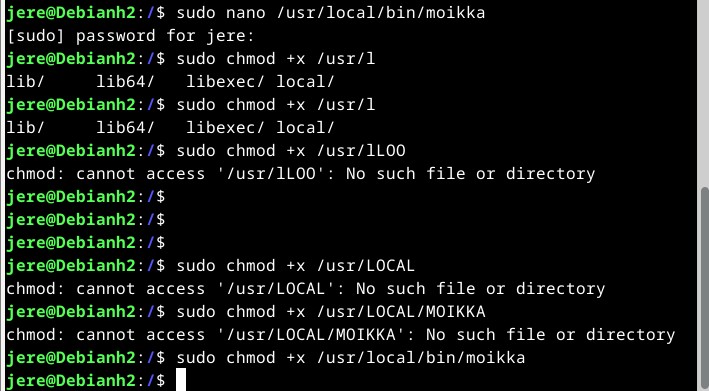 jere@Debianh2:/$ sudo nano /usr/local/bin/moikka
[sudo] password for jere:
jere@Debianh2:/$ sudo chmod +x /usr/l
lib/     lib64/   libexec/ local/
jere@Debianh2:/$ sudo chmod +x /usr/l
lib/     lib64/   libexec/ local/
jere@Debianh2:/$ sudo chmod +x /usr/lLOO
chmod: cannot access '/usr/lLOO': No such file or directory
jere@Debianh2:/$
jere@Debianh2:/$
jere@Debianh2:/$
jere@Debianh2:/$ sudo chmod +x /usr/LOCAL
chmod: cannot access '/usr/LOCAL': No such file or directory
jere@Debianh2:/$ sudo chmod +x /usr/LOCAL/MOIKKA
chmod: cannot access '/usr/LOCAL/MOIKKA': No such file or directory
jere@Debianh2:/$ sudo chmod +x /usr/local/bin/moikka
jere@Debianh2:/$